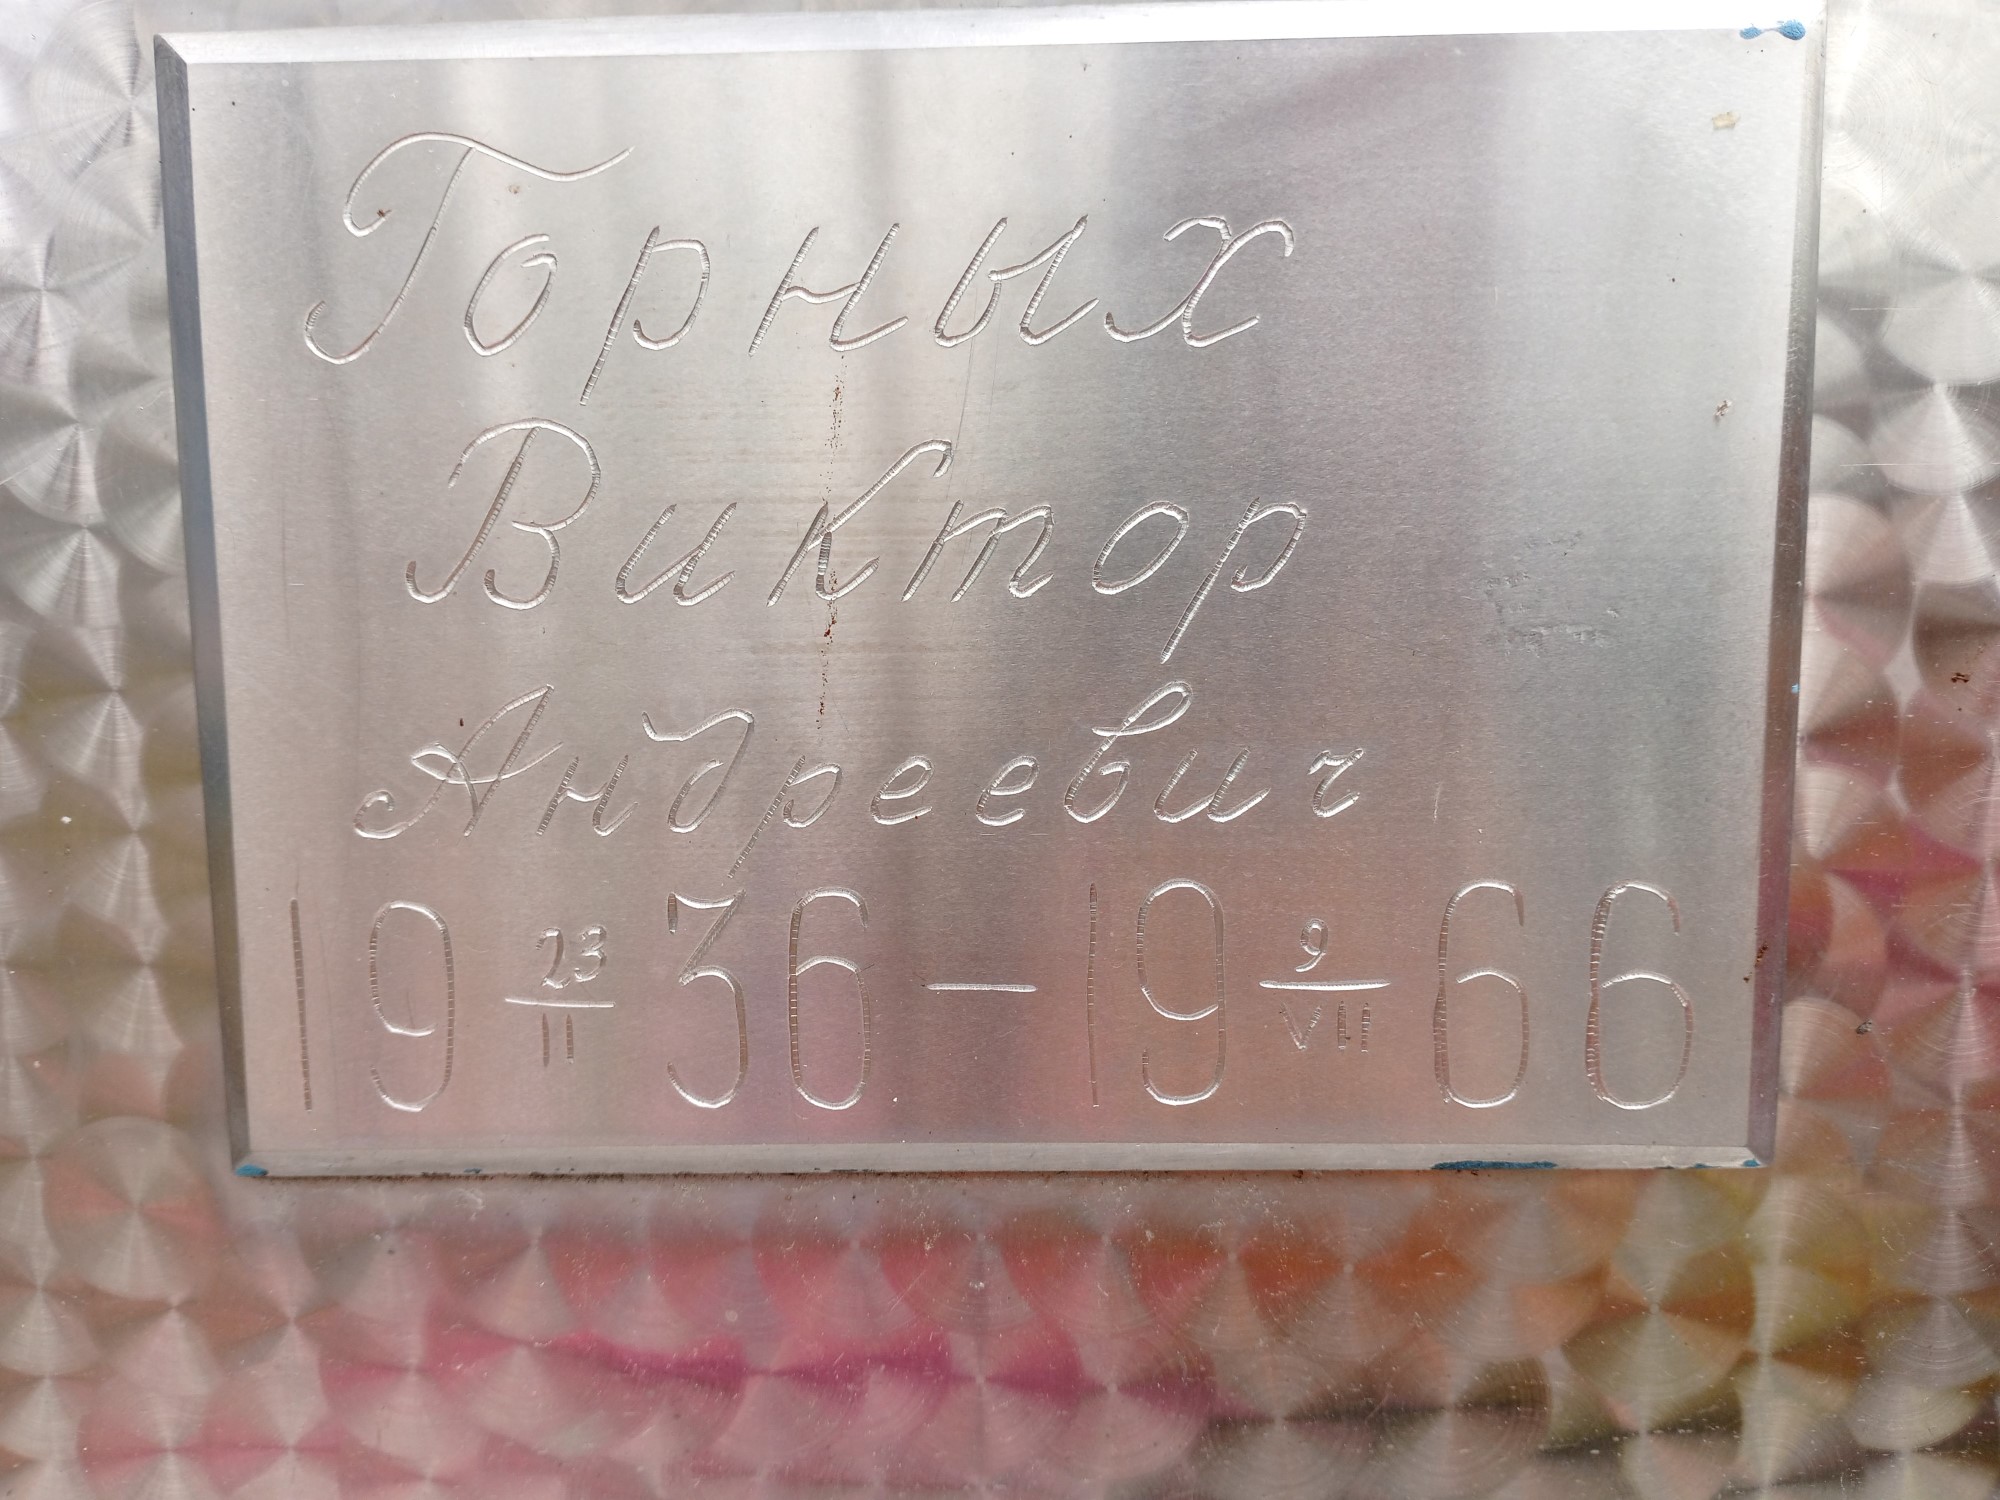 Горных
Виктор
Андреевич
19 23/II 36 — 19 9/VII 66